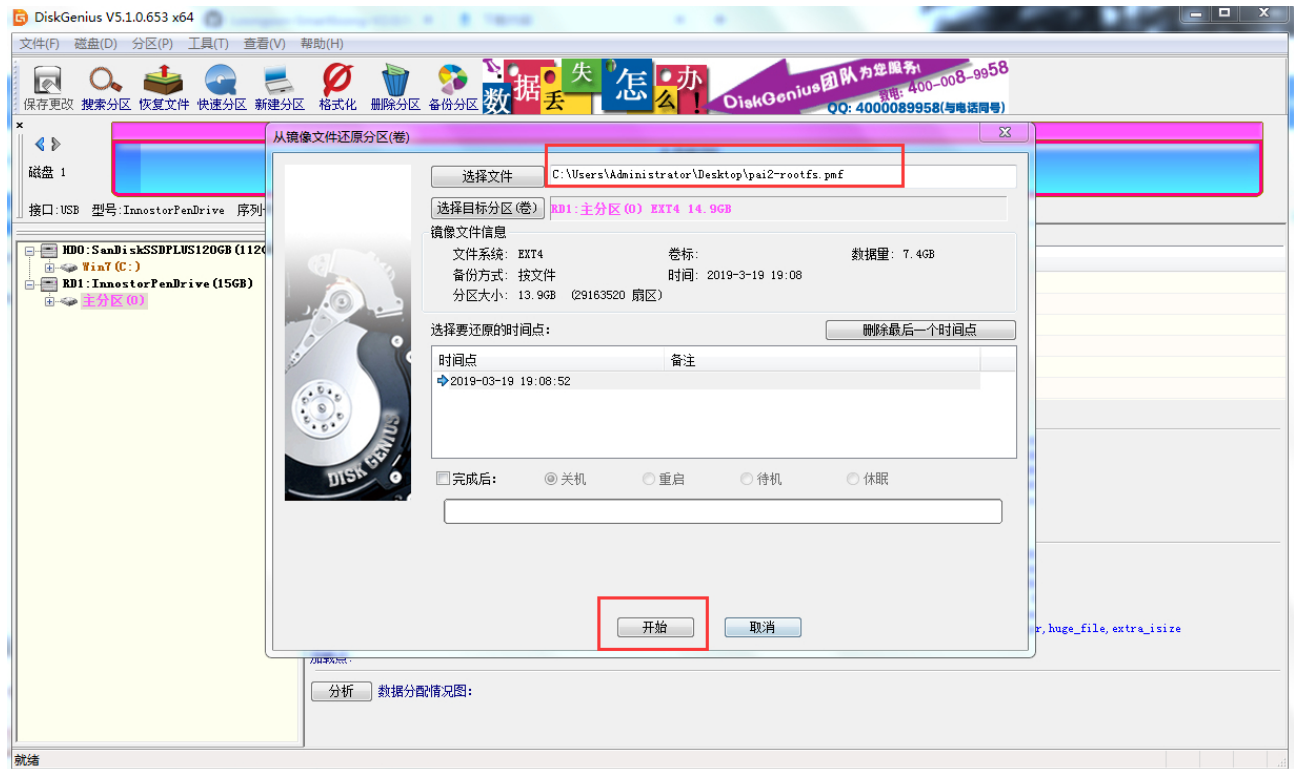 DiskGenius V5.1.0.653 x64
文件(F) 磁盘(D) 分区(P) 工具(T) 查看(V) 帮助(H)
保存更改 搜索分区 恢复文件 快速分区 新建分区 格式化 删除分区 备份分区
数据丢失怎么办!
DiskGenius团队为您服务!
致电: 400-008-9958
QQ: 4000089958(与电话同号)
磁盘 1
接口:USB 型号:InnostorPenDrive 序列
HD0:SanDiskSSDPLUS120GB(112G
Win7(C:)
RD1:InnostorPenDrive(15GB)
主分区(0)
从镜像文件还原分区(卷)
选择文件 C:\Users\Administrator\Desktop\pai2-rootfs.pmf
选择目标分区(卷) RD1:主分区(0) EXT4 14.9GB
镜像文件信息
文件系统: EXT4 卷标: 数据量: 7.4GB
备份方式: 按文件 时间: 2019-3-19 19:08
分区大小: 13.9GB (29163520 扇区)
选择要还原的时间点: 删除最后一个时间点
时间点 备注
2019-03-19 19:08:52
DISK GENIUS
完成后: 关机 重启 待机 休眠
开始 取消
r,huge_file,extra_isize
加载点:
分析 数据分配情况图:
就绪